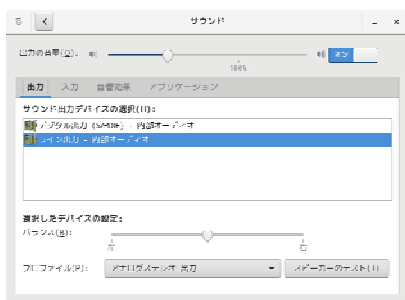 サウンド
出力の音量(O):
オン
100%
出力 入力 音響効果 アプリケーション
サウンド出力デバイスの選択(H):
デジタル出力 (S/PDIF) - 内部オーディオ
ライン出力 - 内部オーディオ
選択したデバイスの設定:
バランス(B):
左 右
プロファイル(P): アナログステレオ 出力 スピーカーのテスト(T)